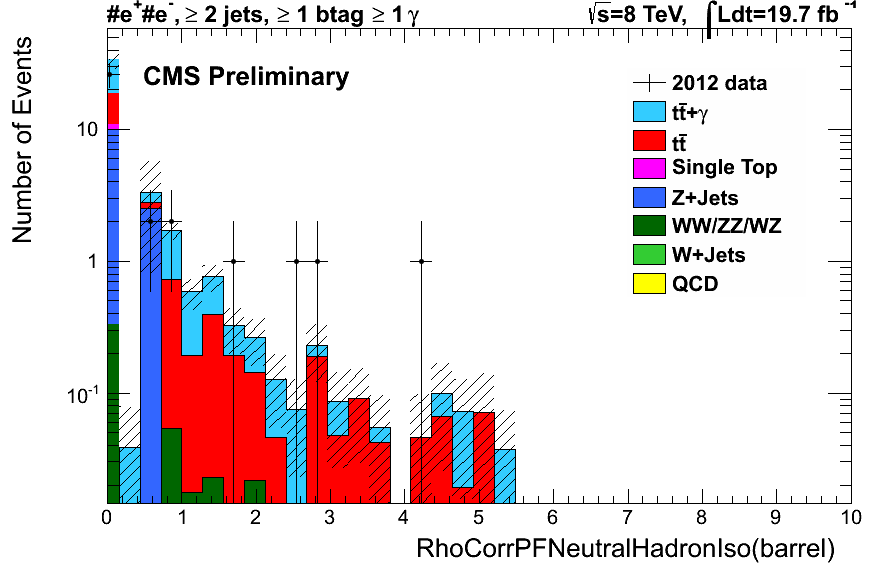 #e⁺#e⁻, ≥ 2 jets, ≥ 1 btag ≥ 1 γ
√s=8 TeV, ∫Ldt=19.7 fb⁻¹
CMS Preliminary
2012 data
tt̄+γ
tt̄
Single Top
Z+Jets
WW/ZZ/WZ
W+Jets
QCD
Number of Events
10
1
10⁻¹
0 1 2 3 4 5 6 7 8 9 10
RhoCorrPFNeutralHadronIso(barrel)